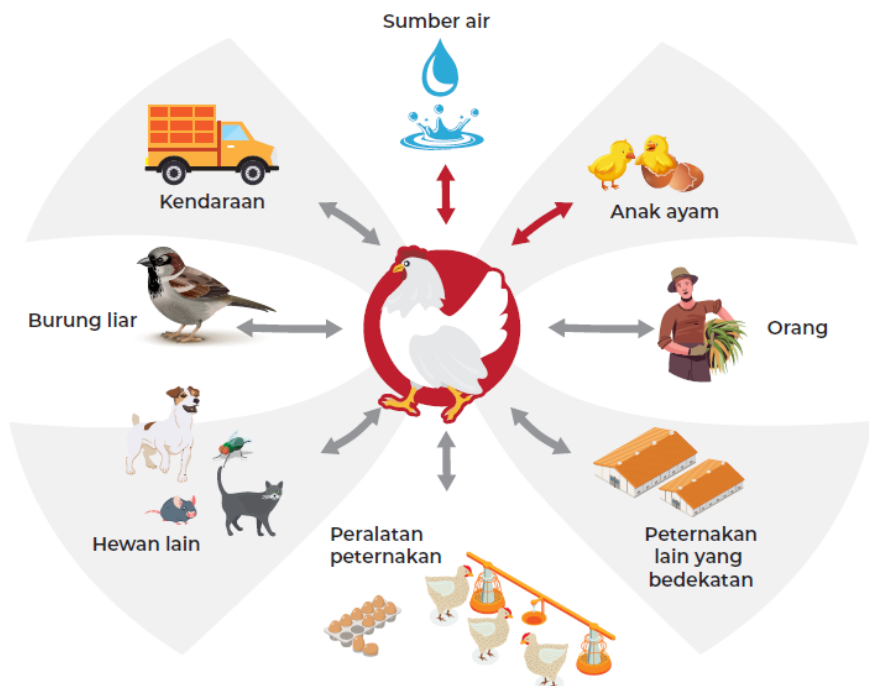 Sumber air
Kendaraan
Anak ayam
Burung liar
Orang
Hewan lain
Peralatan
peternakan
Peternakan
lain yang
bedekatan